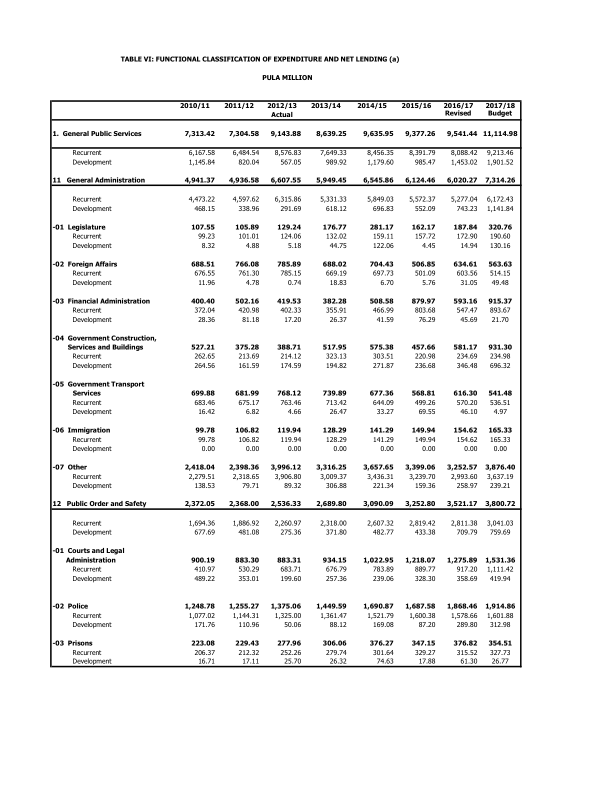 TABLE VI: FUNCTIONAL CLASSIFICATION OF EXPENDITURE AND NET LENDING (a)
PULA MILLION
2010/11 2011/12 2012/13 2013/14 2014/15 2015/16 2016/17 2017/18
Actual Revised Budget
1. General Public Services 7,313.42 7,304.58 9,143.88 8,639.25 9,635.95 9,377.26 9,541.44 11,114.98
Recurrent 6,167.58 6,484.54 8,576.83 7,649.33 8,456.35 8,391.79 8,088.42 9,213.46
Development 1,145.84 820.04 567.05 989.92 1,179.60 985.47 1,453.02 1,901.52
11 General Administration 4,941.37 4,936.58 6,607.55 5,949.45 6,545.86 6,124.46 6,020.27 7,314.26
Recurrent 4,473.22 4,597.62 6,315.86 5,331.33 5,849.03 5,572.37 5,277.04 6,172.43
Development 468.15 338.96 291.69 618.12 696.83 552.09 743.23 1,141.84
-01 Legislature 107.55 105.89 129.24 176.77 281.17 162.17 187.84 320.76
Recurrent 99.23 101.01 124.06 132.02 159.11 157.72 172.90 190.60
Development 8.32 4.88 5.18 44.75 122.06 4.45 14.94 130.16
-02 Foreign Affairs 688.51 766.08 785.89 688.02 704.43 506.85 634.61 563.63
Recurrent 676.55 761.30 785.15 669.19 697.73 501.09 603.56 514.15
Development 11.96 4.78 0.74 18.83 6.70 5.76 31.05 49.48
-03 Financial Administration 400.40 502.16 419.53 382.28 508.58 879.97 593.16 915.37
Recurrent 372.04 420.98 402.33 355.91 466.99 803.68 547.47 893.67
Development 28.36 81.18 17.20 26.37 41.59 76.29 45.69 21.70
-04 Government Construction,
Services and Buildings 527.21 375.28 388.71 517.95 575.38 457.66 581.17 931.30
Recurrent 262.65 213.69 214.12 323.13 303.51 220.98 234.69 234.98
Development 264.56 161.59 174.59 194.82 271.87 236.68 346.48 696.32
-05 Government Transport
Services 699.88 681.99 768.12 739.89 677.36 568.81 616.30 541.48
Recurrent 683.46 675.17 763.46 713.42 644.09 499.26 570.20 536.51
Development 16.42 6.82 4.66 26.47 33.27 69.55 46.10 4.97
-06 Immigration 99.78 106.82 119.94 128.29 141.29 149.94 154.62 165.33
Recurrent 99.78 106.82 119.94 128.29 141.29 149.94 154.62 165.33
Development 0.00 0.00 0.00 0.00 0.00 0.00 0.00 0.00
-07 Other 2,418.04 2,398.36 3,996.12 3,316.25 3,657.65 3,399.06 3,252.57 3,876.40
Recurrent 2,279.51 2,318.65 3,906.80 3,009.37 3,436.31 3,239.70 2,993.60 3,637.19
Development 138.53 79.71 89.32 306.88 221.34 159.36 258.97 239.21
12 Public Order and Safety 2,372.05 2,368.00 2,536.33 2,689.80 3,090.09 3,252.80 3,521.17 3,800.72
Recurrent 1,694.36 1,886.92 2,260.97 2,318.00 2,607.32 2,819.42 2,811.38 3,041.03
Development 677.69 481.08 275.36 371.80 482.77 433.38 709.79 759.69
-01 Courts and Legal
Administration 900.19 883.30 883.31 934.15 1,022.95 1,218.07 1,275.89 1,531.36
Recurrent 410.97 530.29 683.71 676.79 783.89 889.77 917.20 1,111.42
Development 489.22 353.01 199.60 257.36 239.06 328.30 358.69 419.94
-02 Police 1,248.78 1,255.27 1,375.06 1,449.59 1,690.87 1,687.58 1,868.46 1,914.86
Recurrent 1,077.02 1,144.31 1,325.00 1,361.47 1,521.79 1,600.38 1,578.66 1,601.88
Development 171.76 110.96 50.06 88.12 169.08 87.20 289.80 312.98
-03 Prisons 223.08 229.43 277.96 306.06 376.27 347.15 376.82 354.51
Recurrent 206.37 212.32 252.26 279.74 301.64 329.27 315.52 327.73
Development 16.71 17.11 25.70 26.32 74.63 17.88 61.30 26.77